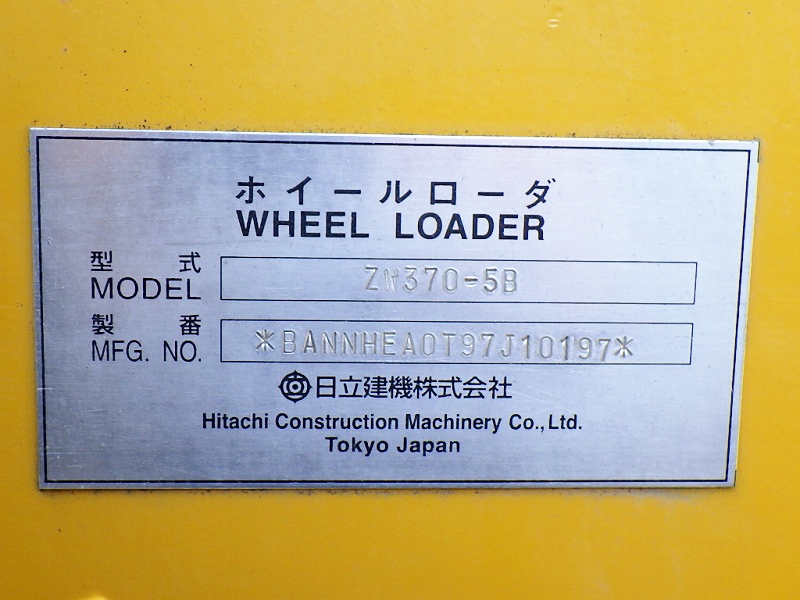 ホイールローダ
WHEEL LOADER
型式
MODEL ZW370-5B
製番
MFG. NO. *BANNHEA0T97J10197*
日立建機株式会社
Hitachi Construction Machinery Co., Ltd.
Tokyo Japan